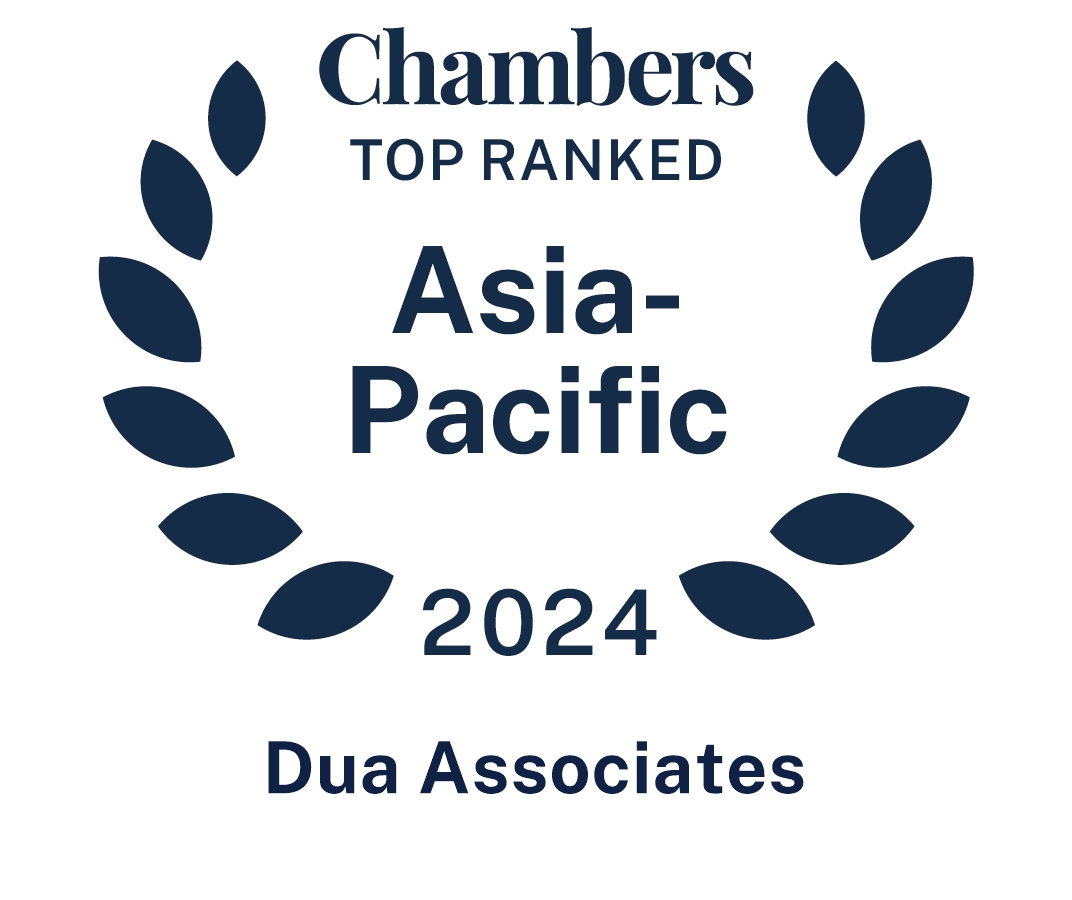 Chambers
TOP RANKED
Asia-
Pacific
2024
Dua Associates